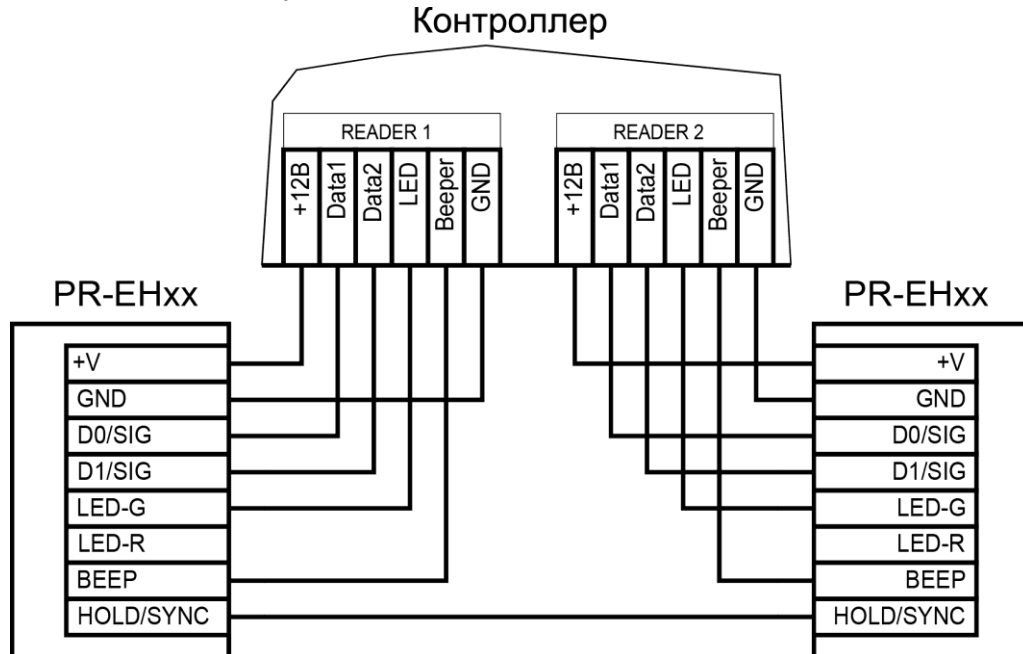 Контроллер
READER 1
READER 2
+12В
Data1
Data2
LED
Beeper
GND
+12В
Data1
Data2
LED
Beeper
GND
PR-EHxx
PR-EHxx
+V
GND
D0/SIG
D1/SIG
LED-G
LED-R
BEEP
HOLD/SYNC
+V
GND
D0/SIG
D1/SIG
LED-G
LED-R
BEEP
HOLD/SYNC